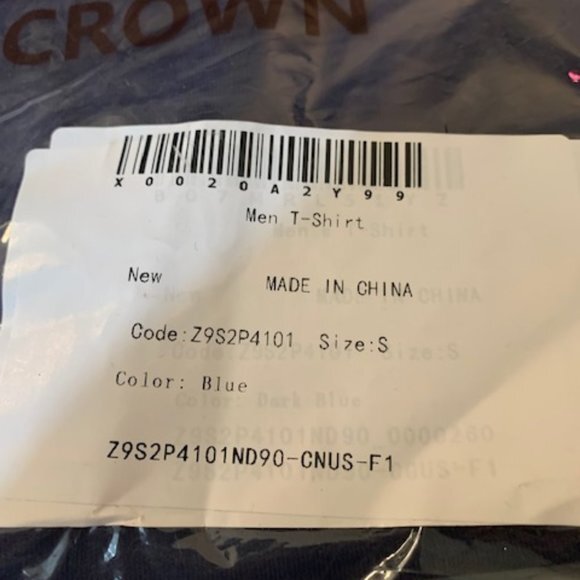 CROWN
X0020A2Y99
Men T-Shirt
New MADE IN CHINA
Code:Z9S2P4101 Size:S
Color: Blue
Z9S2P4101ND90-CNUS-F1